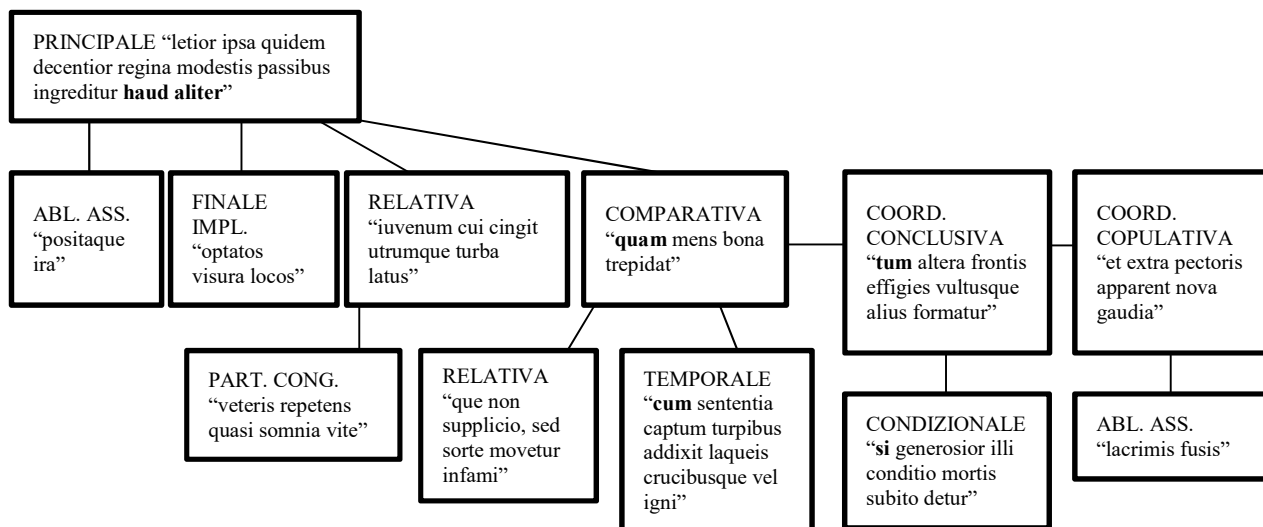 PRINCIPALE “letior ipsa quidem
decentior regina modestis passibus
ingreditur haud aliter”
ABL. ASS.
“positaque
ira”
FINALE
IMPL.
“optatos
visura locos”
RELATIVA
“iuvenum cui cingit
utrumque turba
latus”
COMPARATIVA
“quam mens bona
trepidat”
COORD.
CONCLUSIVA
“tum altera frontis
effigies vultusque
alius formatur”
COORD.
COPULATIVA
“et extra pectoris
apparent nova
gaudia”
PART. CONG.
“veteris repetens
quasi somnia vite”
RELATIVA
“que non
supplicio, sed
sorte movetur
infami”
TEMPORALE
“cum sententia
captum turpibus
addixit laqueis
crucibusque vel
igni”
CONDIZIONALE
“si generosior illi
conditio mortis
subito detur”
ABL. ASS.
“lacrimis fusis”